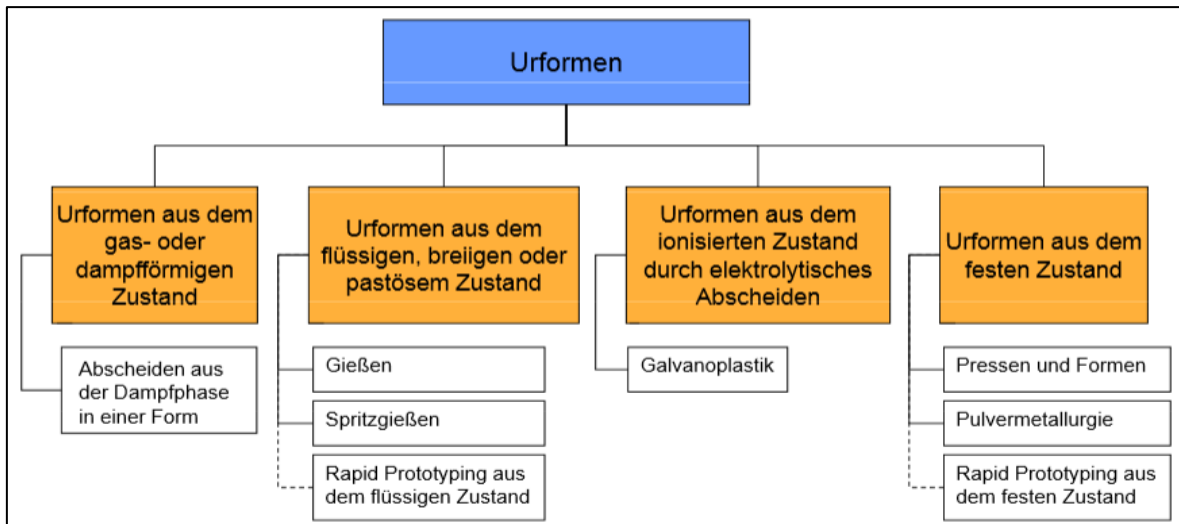 Urformen
Urformen aus dem
gas- oder
dampfförmigen
Zustand
Abscheiden aus
der Dampfphase
in einer Form
Urformen aus dem
flüssigen, breiigen oder
pastösem Zustand
Gießen
Spritzgießen
Rapid Prototyping aus
dem flüssigen Zustand
Urformen aus dem
ionisierten Zustand
durch elektrolytisches
Abscheiden
Galvanoplastik
Urformen aus dem
festen Zustand
Pressen und Formen
Pulvermetallurgie
Rapid Prototyping aus
dem festen Zustand